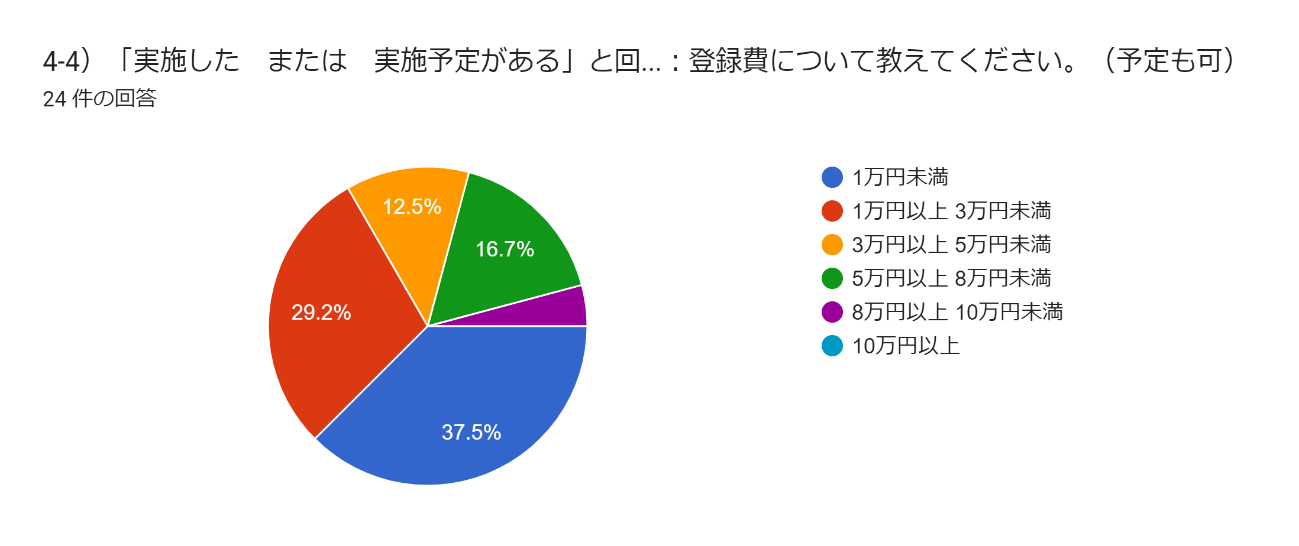 4-4）「実施した　または　実施予定がある」と回...：登録費について教えてください。（予定も可）
24 件の回答
12.5%
16.7%
29.2%
37.5%
1万円未満
1万円以上 3万円未満
3万円以上 5万円未満
5万円以上 8万円未満
8万円以上 10万円未満
10万円以上